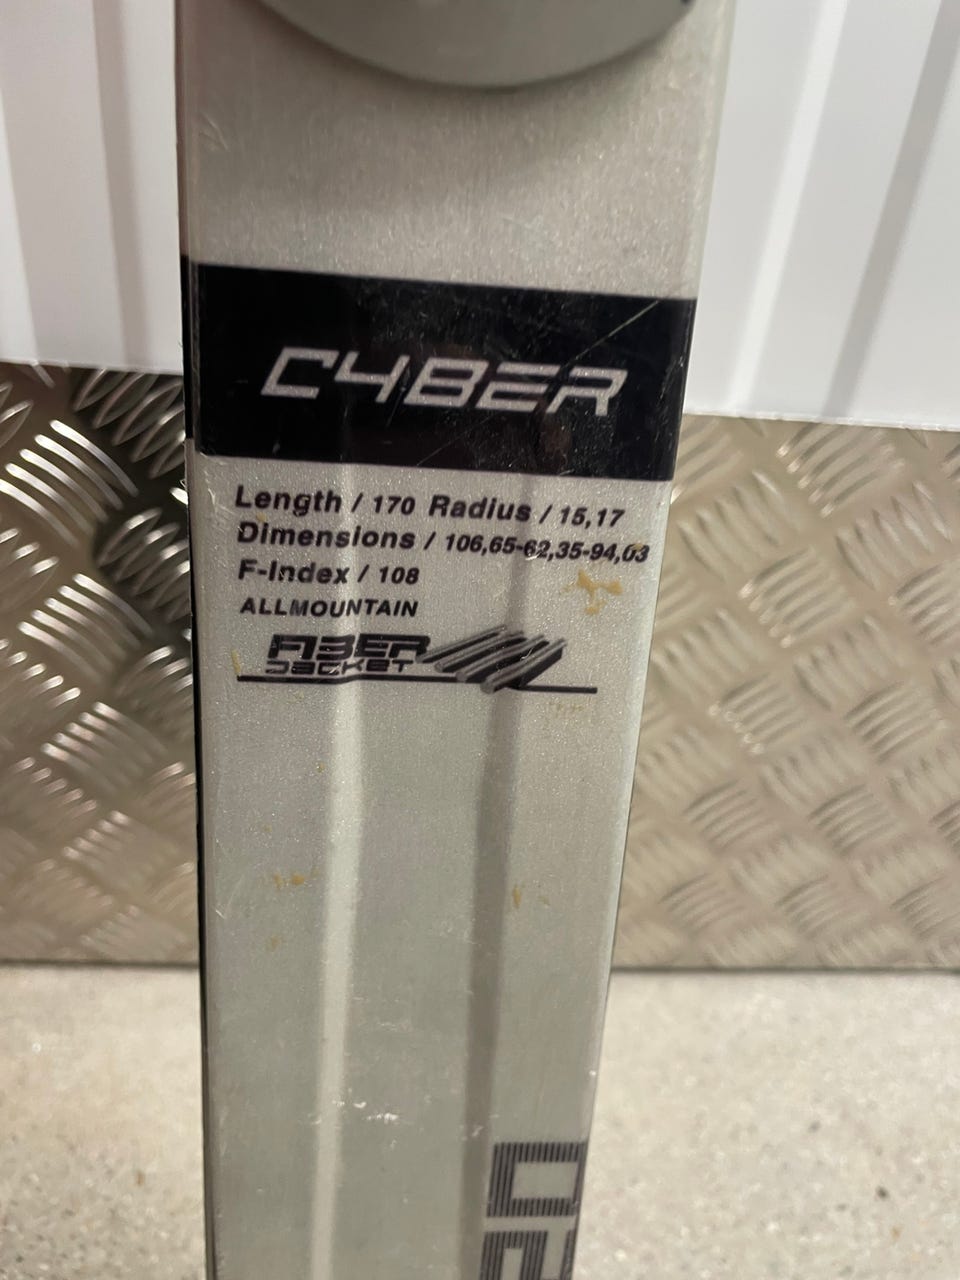 CYBER
Length / 170 Radius / 15,17
Dimensions / 106,65-62,35-94,03
F-Index / 108
ALLMOUNTAIN
FIBER
JACKET